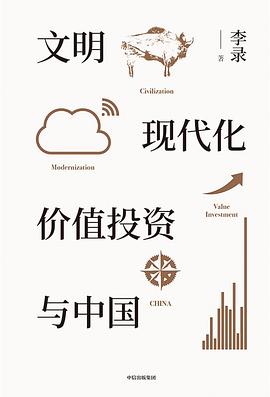 文明
Civilization
李录
著
现代化
Modernization
价值投资
Value
Investment
与中国
CHINA
中信出版集团